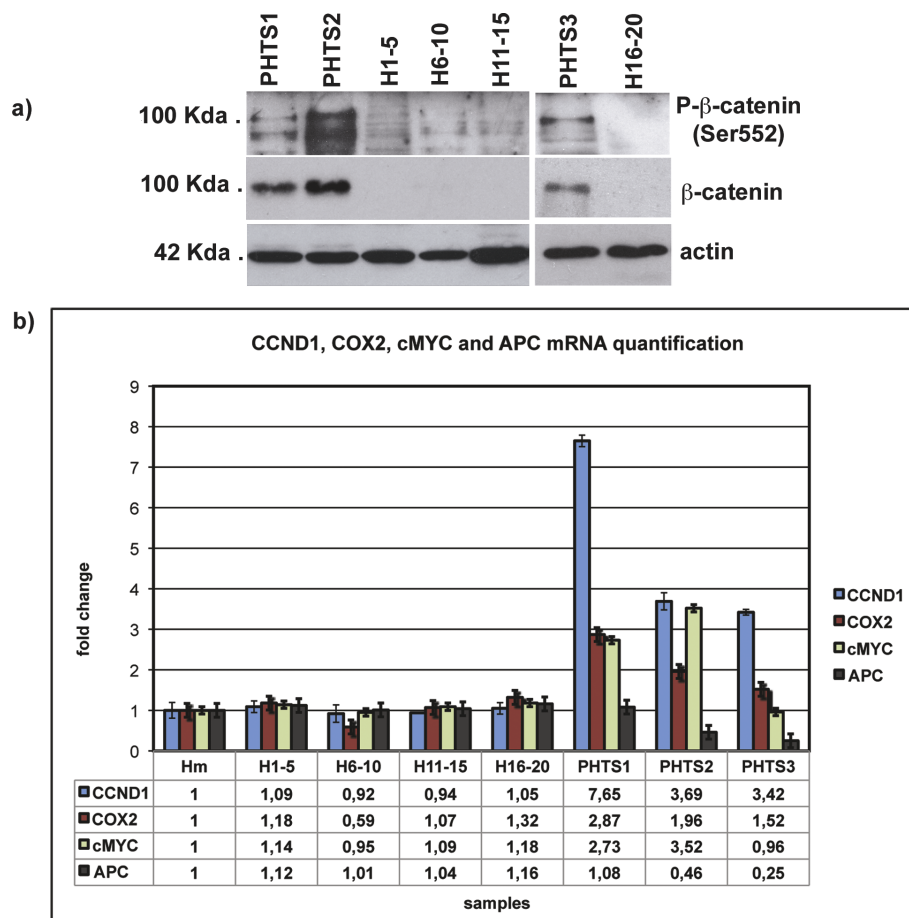 a)
PHTS1 PHTS2 H1-5 H6-10 H11-15 PHTS3 H16-20
100 Kda . P-β-catenin
(Ser552)
100 Kda . β-catenin
42 Kda . actin
b)
CCND1, COX2, cMYC and APC mRNA quantification
9
8
7
6
5
4
3
2
1
0
fold change
CCND1
COX2
cMYC
APC
Hm H1-5 H6-10 H11-15 H16-20 PHTS1 PHTS2 PHTS3
CCND1 1 1,09 0,92 0,94 1,05 7,65 3,69 3,42
COX2 1 1,18 0,59 1,07 1,32 2,87 1,96 1,52
cMYC 1 1,14 0,95 1,09 1,18 2,73 3,52 0,96
APC 1 1,12 1,01 1,04 1,16 1,08 0,46 0,25
samples